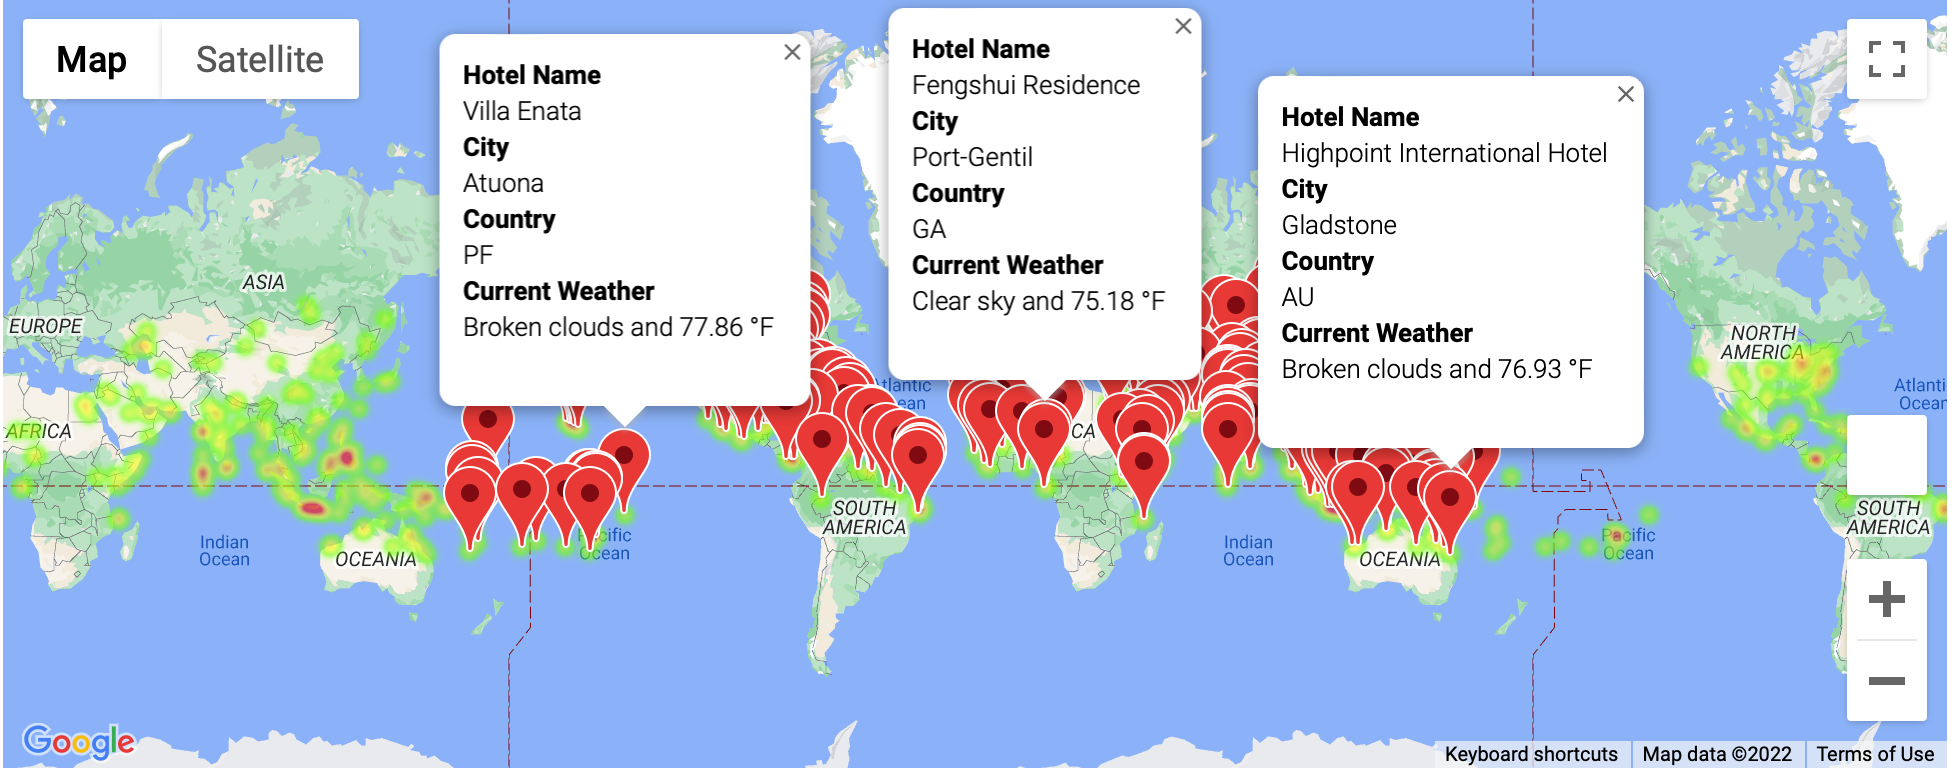 Map
Satellite
Hotel Name
Villa Enata
City
Atuona
Country
PF
Current Weather
Broken clouds and 77.86 °F
Hotel Name
Fengshui Residence
City
Port-Gentil
Country
GA
Current Weather
Clear sky and 75.18 °F
Hotel Name
Highpoint International Hotel
City
Gladstone
Country
AU
Current Weather
Broken clouds and 76.93 °F
ASIA
EUROPE
AFRICA
NORTH
AMERICA
Atlantic
ean
Atlanti
Ocear
CA
SOUTH
AMERICA
SOUTH
AMERICA
Indian
Ocean
OCEANIA
Pacific
Ocean
Indian
Ocean
OCEANIA
Pacific
Ocean
Google
Keyboard shortcuts
Map data ©2022
Terms of Use